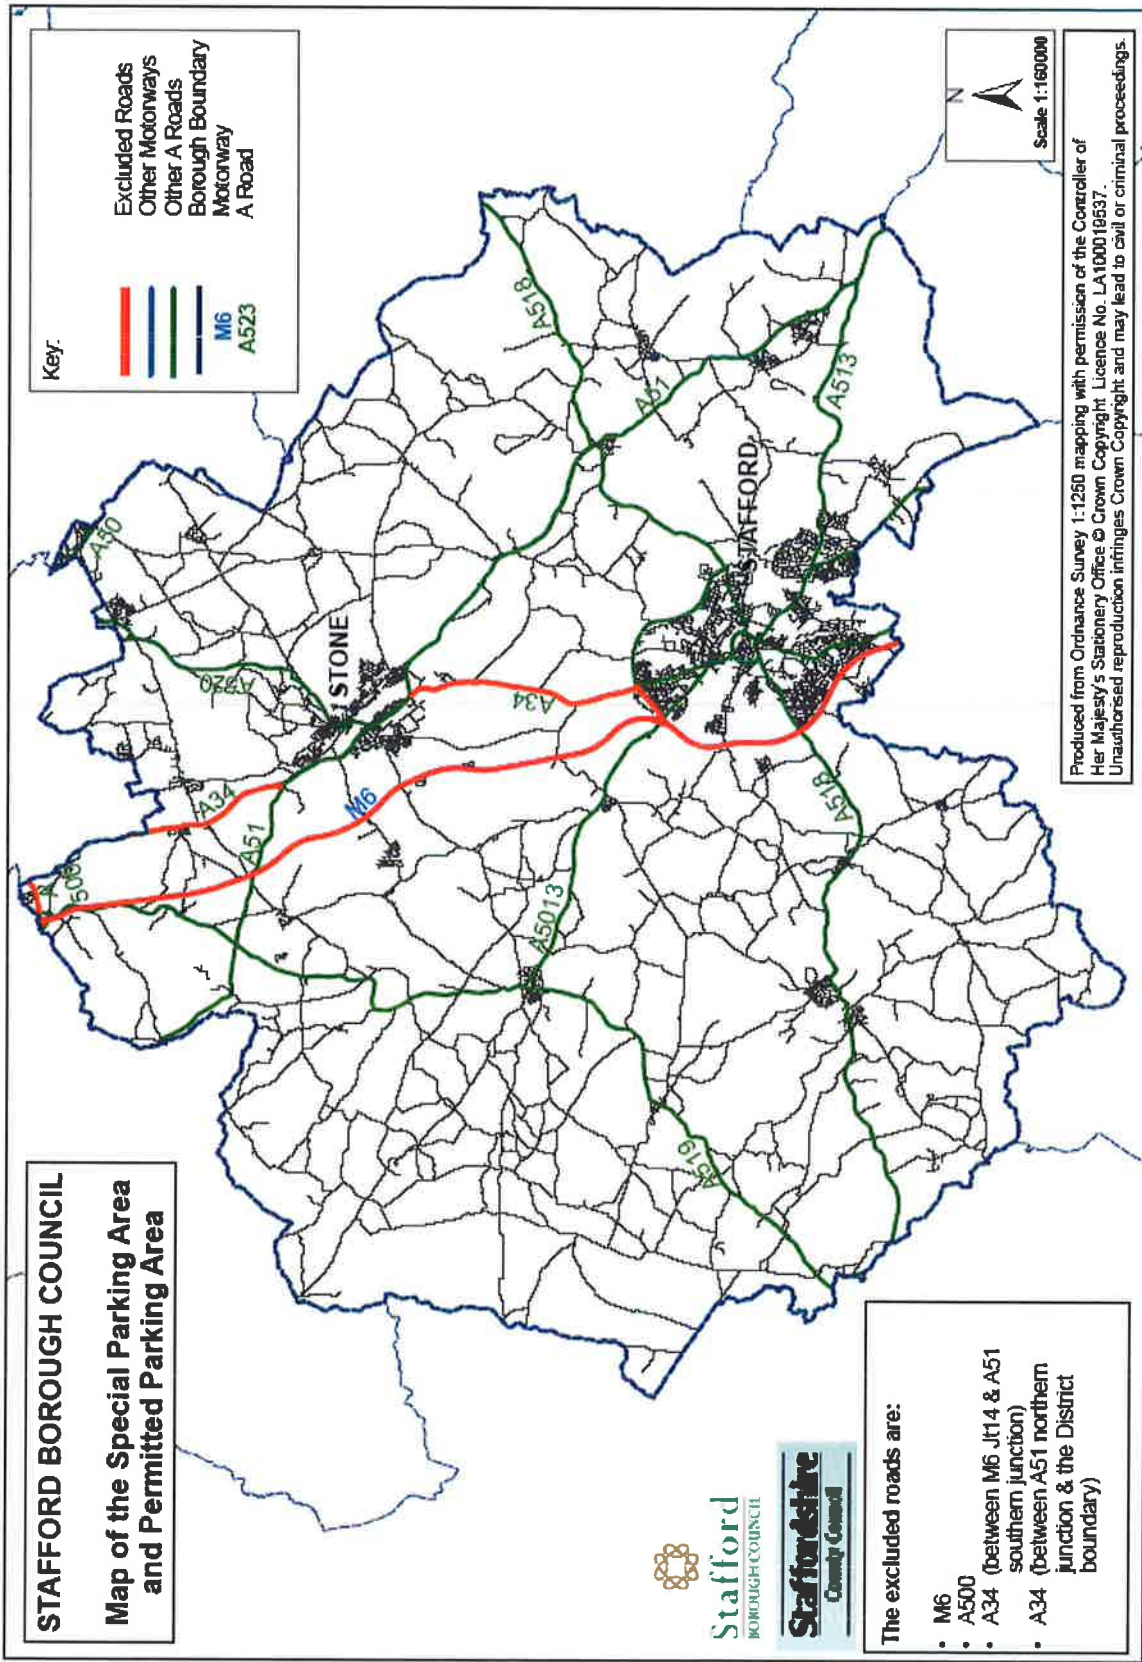 STAFFORD BOROUGH COUNCIL
Map of the Special Parking Area
and Permitted Parking Area
Key:
Excluded Roads
Other Motorways
Other A Roads
Borough Boundary
M6 Motorway
A523 A Road
A50
A
500
A34
A51
A520
STONE
M6
A34
A518
A51
A513
STAFFORD
A5013
A518
A519
N
Scale 1:160000
Stafford
BOROUGH COUNCIL
Staffordshire
County Council
The excluded roads are:
• M6
• A500
• A34 (between M6 Jt14 & A51
southern junction)
• A34 (between A51 northern
junction & the District
boundary)
Produced from Ordnance Survey 1:1250 mapping with permission of the Controller of
Her Majesty's Stationery Office © Crown Copyright Licence No. LA100019537.
Unauthorised reproduction infringes Crown Copyright and may lead to civil or criminal proceedings.